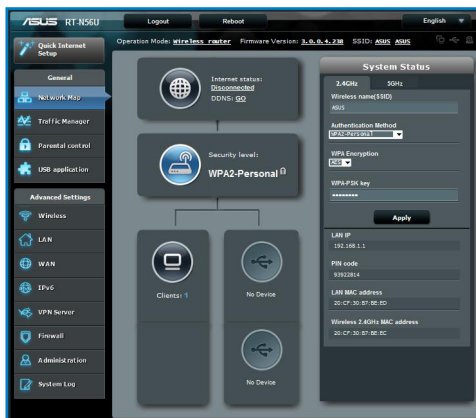 ASUS RT-N56U
Logout
Reboot
English
Quick Internet
Setup
Operation Mode: Wireless router Firmware Version: 3.0.0.4.238 SSID: ASUS ASUS
General
Network Map
Traffic Manager
Parental control
USB application
Advanced Settings
Wireless
LAN
WAN
IPv6
VPN Server
Firewall
Administration
System Log
Internet status:
Disconnected
DDNS: GO
Security level:
WPA2-Personal
Clients: 1
No Device
No Device
System Status
2.4GHz 5GHz
Wireless name(SSID)
ASUS
Authentication Method
WPA2-Personal
WPA Encryption
AES
WPA-PSK key
••••••••
Apply
LAN IP
192.168.1.1
PIN code
93922814
LAN MAC address
20:CF:30:B7:BE:EC
Wireless 2.4GHz MAC address
20:CF:30:B7:BE:EC